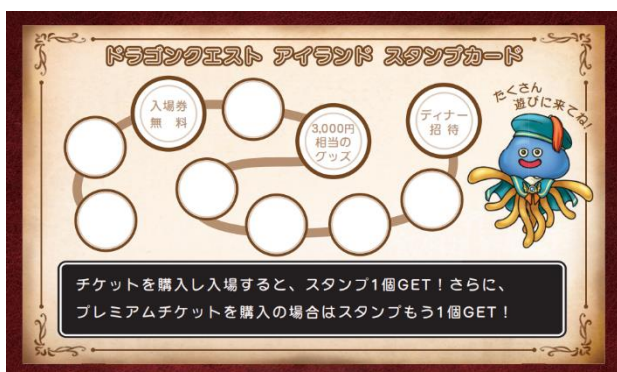 ドラゴンクエスト アイランド スタンプカード
たくさん
遊びに来てね!
入場券
無 料
3,000円
相当の
グッズ
ディナー
招 待
チケットを購入し入場すると、スタンプ1個GET！さらに、
プレミアムチケットを購入の場合はスタンプもう1個GET！